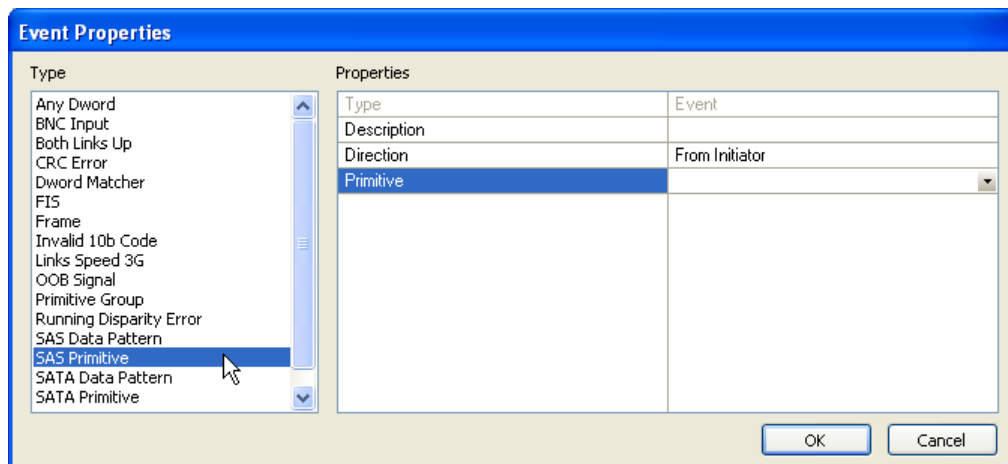 Event Properties
Type
Any Dword
BNC Input
Both Links Up
CRC Error
Dword Matcher
FIS
Frame
Invalid 10b Code
Links Speed 3G
OOB Signal
Primitive Group
Running Disparity Error
SAS Data Pattern
SAS Primitive
SATA Data Pattern
SATA Primitive
Properties
Type Event
Description
Direction From Initiator
Primitive
OK Cancel